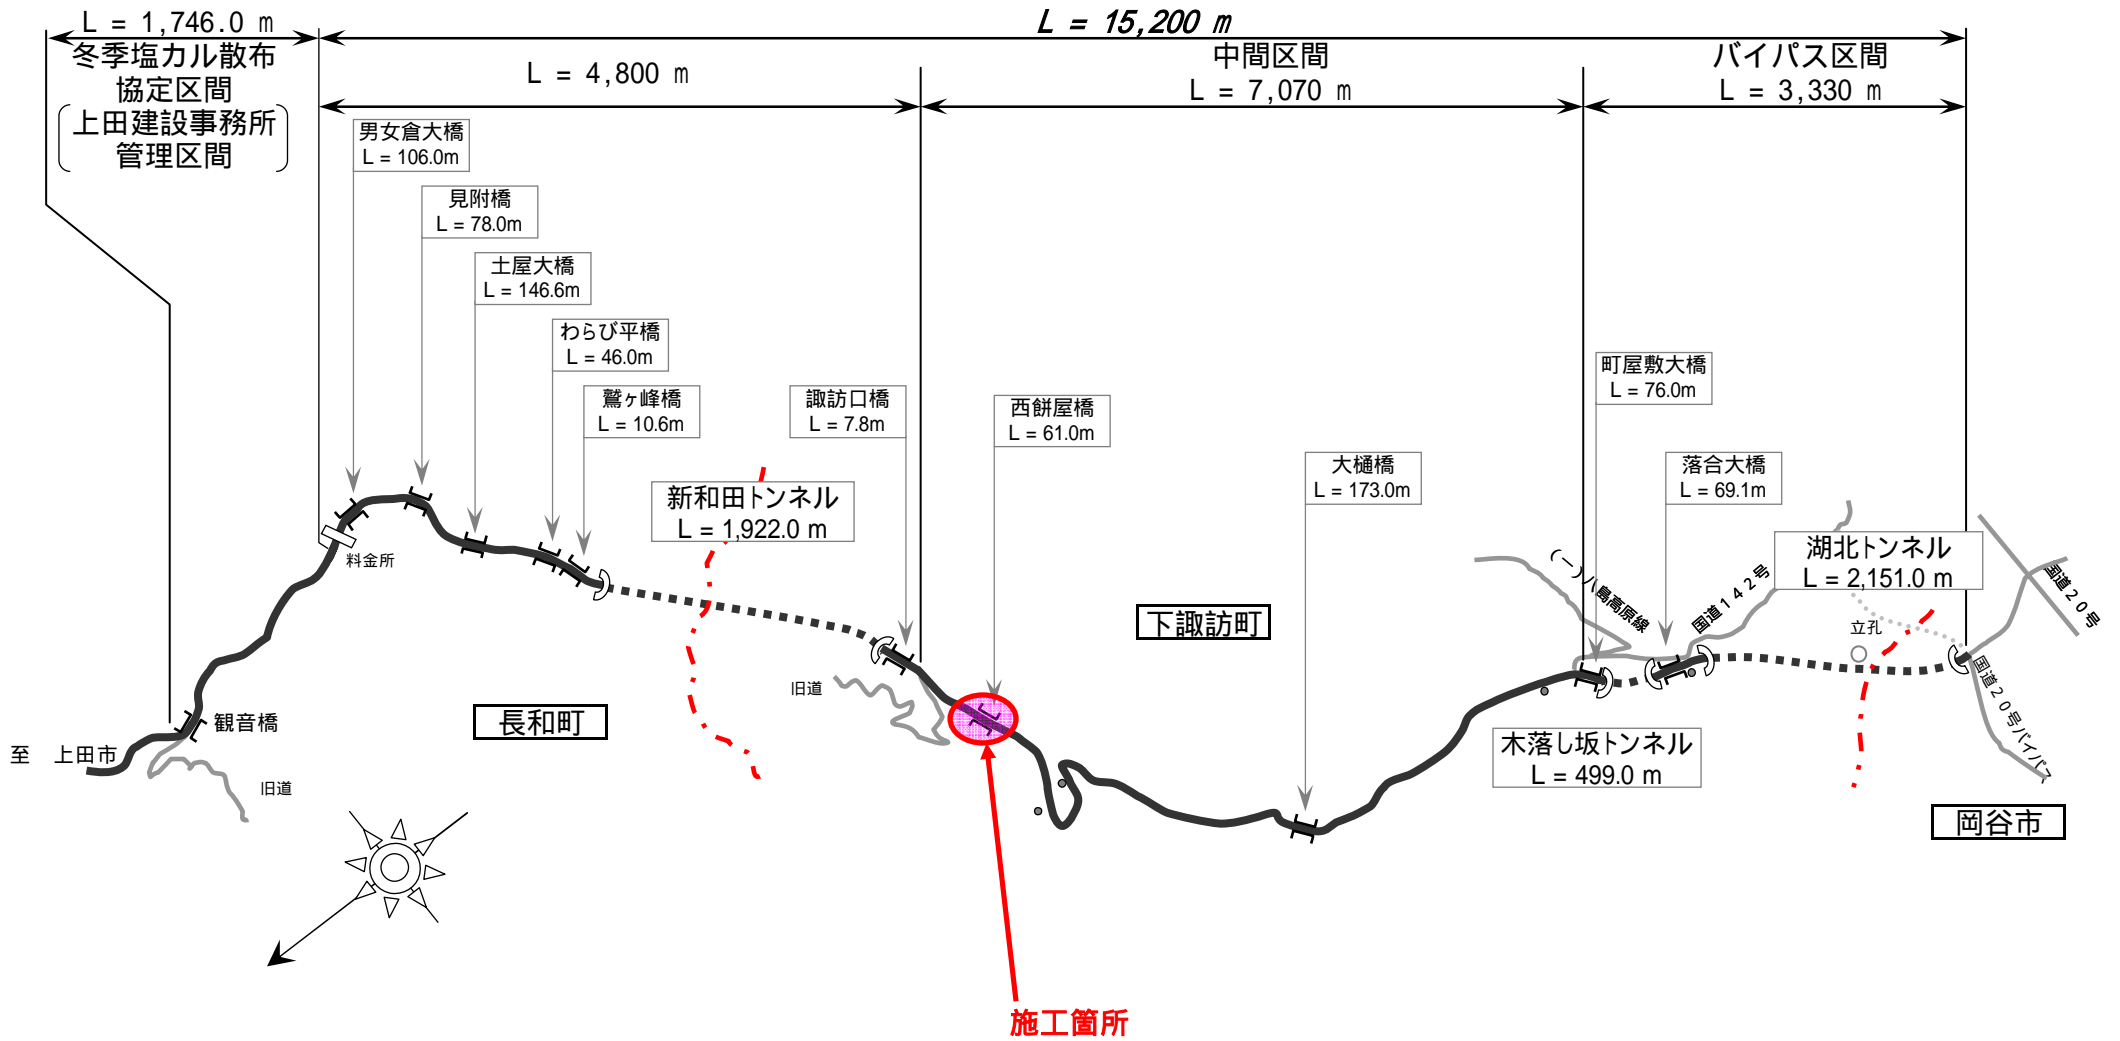 L = 1,746.0 m
冬季塩カル散布
協定区間
上田建設事務所
管理区間
L = 15,200 m
L = 4,800 m
中間区間
L = 7,070 m
バイパス区間
L = 3,330 m
男女倉大橋
L = 106.0m
見附橋
L = 78.0m
土屋大橋
L = 146.6m
わらび平橋
L = 46.0m
鷲ヶ峰橋
L = 10.6m
新和田トンネル
L = 1,922.0 m
諏訪口橋
L = 7.8m
西餅屋橋
L = 61.0m
大樋橋
L = 173.0m
町屋敷大橋
L = 76.0m
落合大橋
L = 69.1m
湖北トンネル
L = 2,151.0 m
木落し坂トンネル
L = 499.0 m
料金所
観音橋
至 上田市
旧道
旧道
長和町
下諏訪町
岡谷市
(一)八島高原線
国道142号
立孔
国道20号
国道20号バイパス
施工箇所